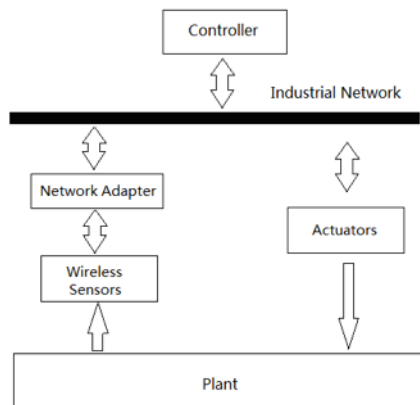 Controller
Industrial Network
Network Adapter
Actuators
Wireless
Sensors
Plant